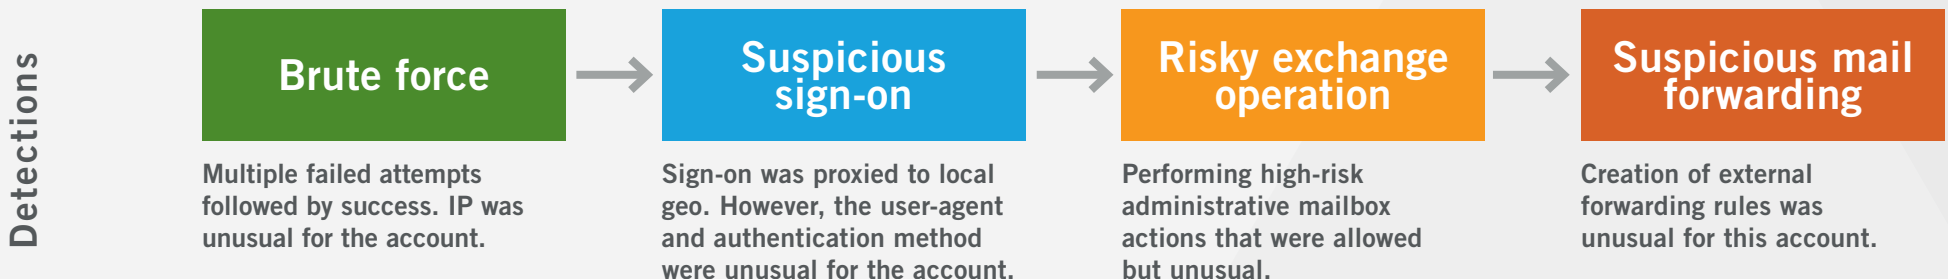 Detections
Brute force
Multiple failed attempts
followed by success. IP was
unusual for the account.
Suspicious
sign-on
Sign-on was proxied to local
geo. However, the user-agent
and authentication method
were unusual for the account.
Risky exchange
operation
Performing high-risk
administrative mailbox
actions that were allowed
but unusual.
Suspicious mail
forwarding
Creation of external
forwarding rules was
unusual for this account.